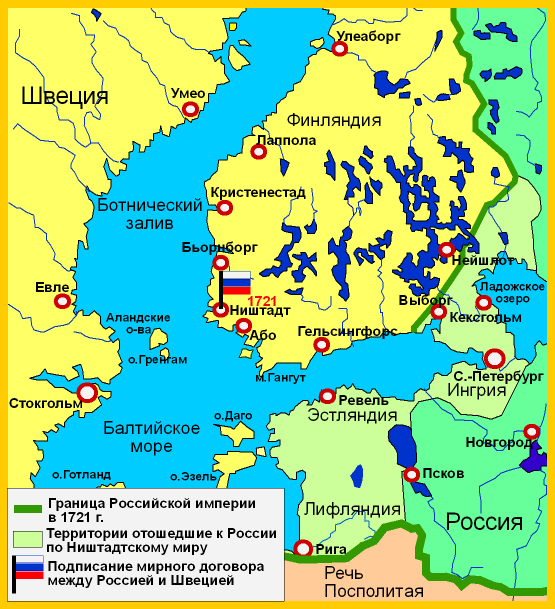 Улеаборг
Швеция
Умео
Финляндия
Лаппола
Кристенестад
Ботнический
залив
Бьорнборг
Нейшлот
Евле
1721
Ладожское
озеро
Выборг
Ништадт
Кексгольм
Аландские
о-ва
Або
Гельсингфорс
о.Гренгам
С.-Петербург
м.Гангут
Ингрия
Стокгольм
Ревель
о.Даго
Эстляндия
Балтийское
море
Новгород
о.Готланд
о.Эзель
Псков
Лифляндия
Россия
Рига
Речь
Посполитая
Граница Российской империи
в 1721 г.
Территории отошедшие к России
по Ништадтскому миру
Подписание мирного договора
между Россией и Швецией